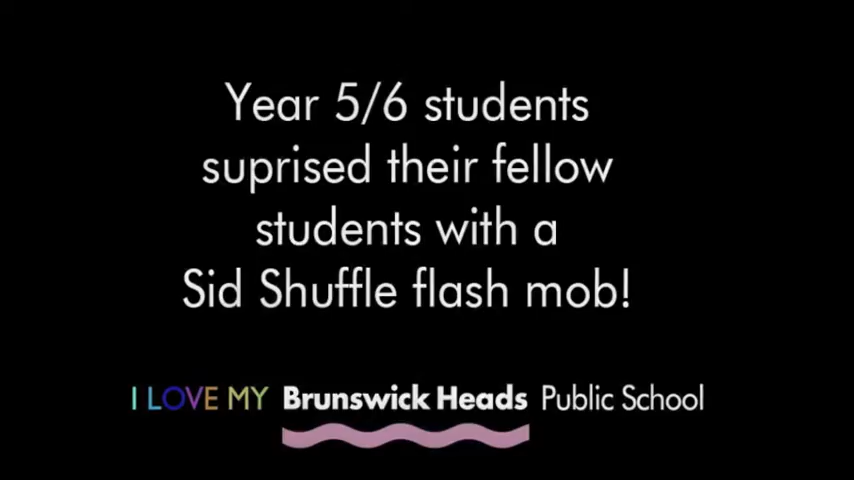 Year 5/6 students
suprised their fellow
students with a
Sid Shuffle flash mob!
I LOVE MY Brunswick Heads Public School